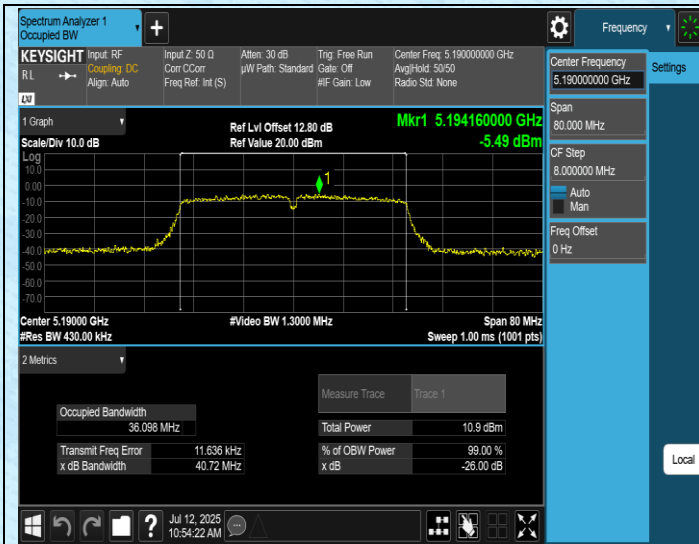 Spectrum Analyzer 1
Occupied BW
KEYSIGHT
R L
LXI
Input: RF
Coupling: DC
Align: Auto
Input Z: 50 Ω
Corr CCorr
Freq Ref: Int (S)
Atten: 30 dB
µW Path: Standard
Trig: Free Run
Gate: Off
#IF Gain: Low
Center Freq: 5.190000000 GHz
Avg|Hold: 50/50
Radio Std: None
1 Graph
Scale/Div 10.0 dB
Ref Lvl Offset 12.80 dB
Ref Value 20.00 dBm
Mkr1 5.194160000 GHz
-5.49 dBm
Log
10.0
0.00
-10.0
-20.0
-30.0
-40.0
-50.0
-60.0
-70.0
1
Center 5.19000 GHz
#Res BW 430.00 kHz
#Video BW 1.3000 MHz
Span 80 MHz
Sweep 1.00 ms (1001 pts)
2 Metrics
Measure Trace
Trace 1
Occupied Bandwidth
36.098 MHz
Total Power 10.9 dBm
Transmit Freq Error 11.636 kHz
% of OBW Power 99.00 %
x dB Bandwidth 40.72 MHz
x dB -26.00 dB
Jul 12, 2025
10:54:22 AM
?
Frequency
Settings
Center Frequency
5.190000000 GHz
Span
80.000 MHz
CF Step
8.000000 MHz
Auto
Man
Freq Offset
0 Hz
Local